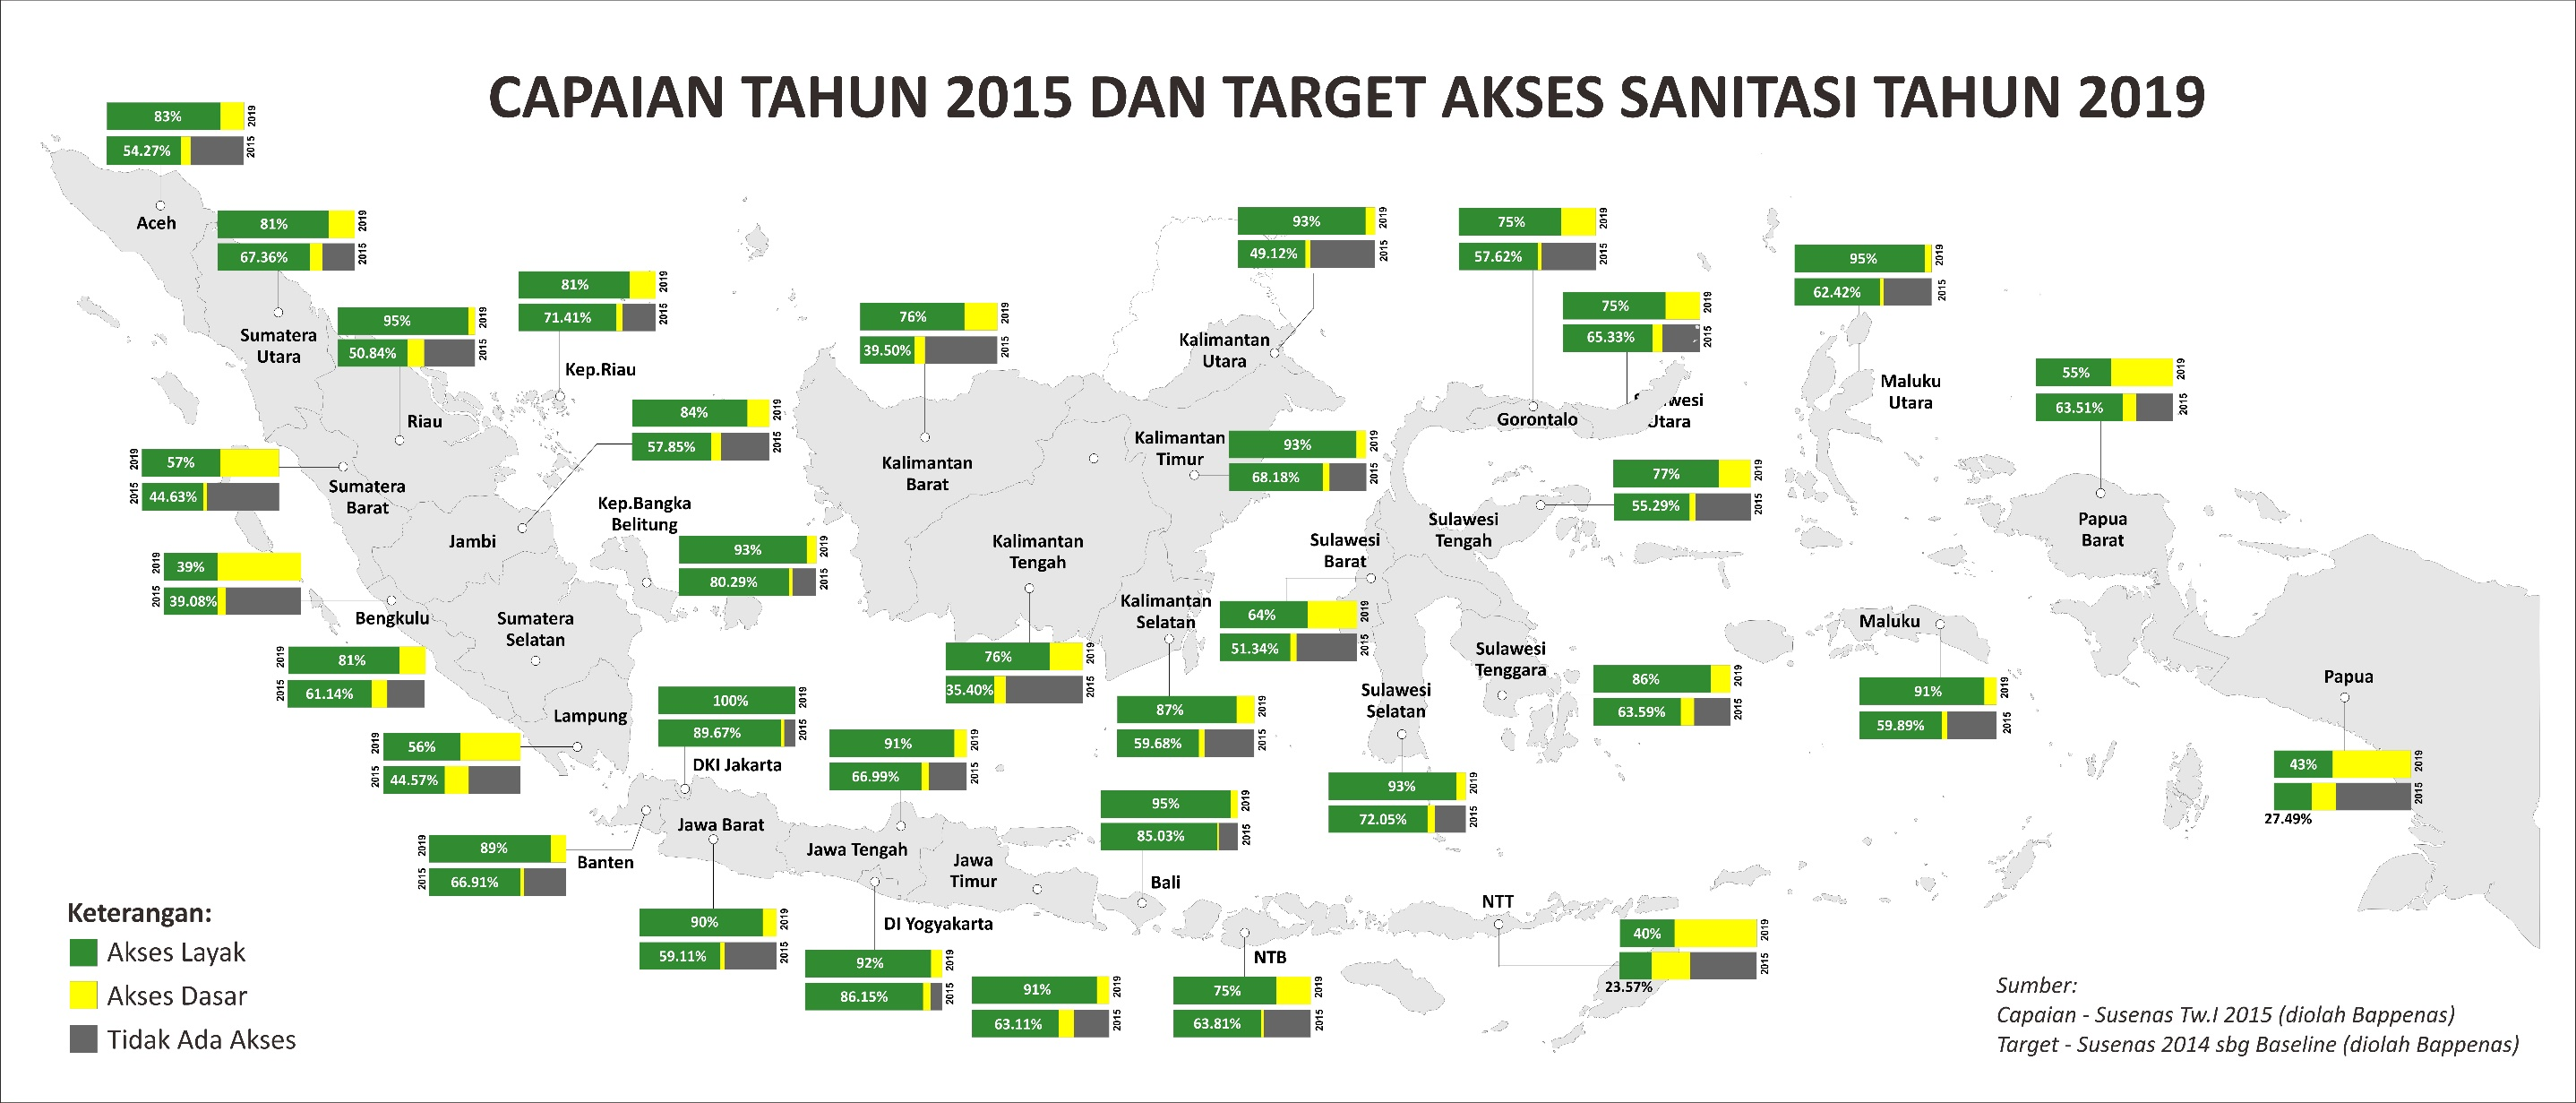 CAPAIAN TAHUN 2015 DAN TARGET AKSES SANITASI TAHUN 2019
83%
2019
54.27%
2015
Aceh
81%
2019
67.36%
2015
Sumatera
Utara
95%
2019
50.84%
2015
Riau
81%
2019
71.41%
2015
Kep.Riau
57%
2019
44.63%
2015
Sumatera
Barat
84%
2019
57.85%
2015
Jambi
Kep.Bangka
Belitung
93%
2019
80.29%
2015
39%
2019
39.08%
2015
Bengkulu
Sumatera
Selatan
81%
2019
61.14%
2015
Lampung
56%
2019
44.57%
2015
100%
2019
89.67%
2015
DKI Jakarta
89%
2019
66.91%
2015
Banten
Jawa Barat
90%
2019
59.11%
2015
91%
2019
66.99%
2015
Jawa Tengah
DI Yogyakarta
92%
2019
86.15%
2015
Jawa
Timur
91%
2019
63.11%
2015
95%
2019
85.03%
2015
Bali
NTB
75%
2019
63.81%
2015
NTT
40%
2019
23.57%
2015
76%
2019
39.50%
2015
Kalimantan
Barat
Kalimantan
Tengah
76%
2019
35.40%
2015
Kalimantan
Selatan
87%
2019
59.68%
2015
Kalimantan
Timur
93%
2019
68.18%
2015
93%
2019
49.12%
2015
Kalimantan
Utara
75%
2019
57.62%
2015
Gorontalo
75%
2019
65.33%
2015
77%
2019
55.29%
2015
Sulawesi
Tengah
Sulawesi
Barat
64%
2019
51.34%
2015
Sulawesi
Selatan
93%
2019
72.05%
2015
Sulawesi
Tenggara
86%
2019
63.59%
2015
95%
2019
62.42%
2015
Maluku
Utara
Maluku
91%
2019
59.89%
2015
55%
2019
63.51%
2015
Papua
Barat
Papua
43%
2019
27.49%
2015
Keterangan:
Akses Layak
Akses Dasar
Tidak Ada Akses
Sumber:
Capaian - Susenas Tw.I 2015 (diolah Bappenas)
Target - Susenas 2014 sbg Baseline (diolah Bappenas)